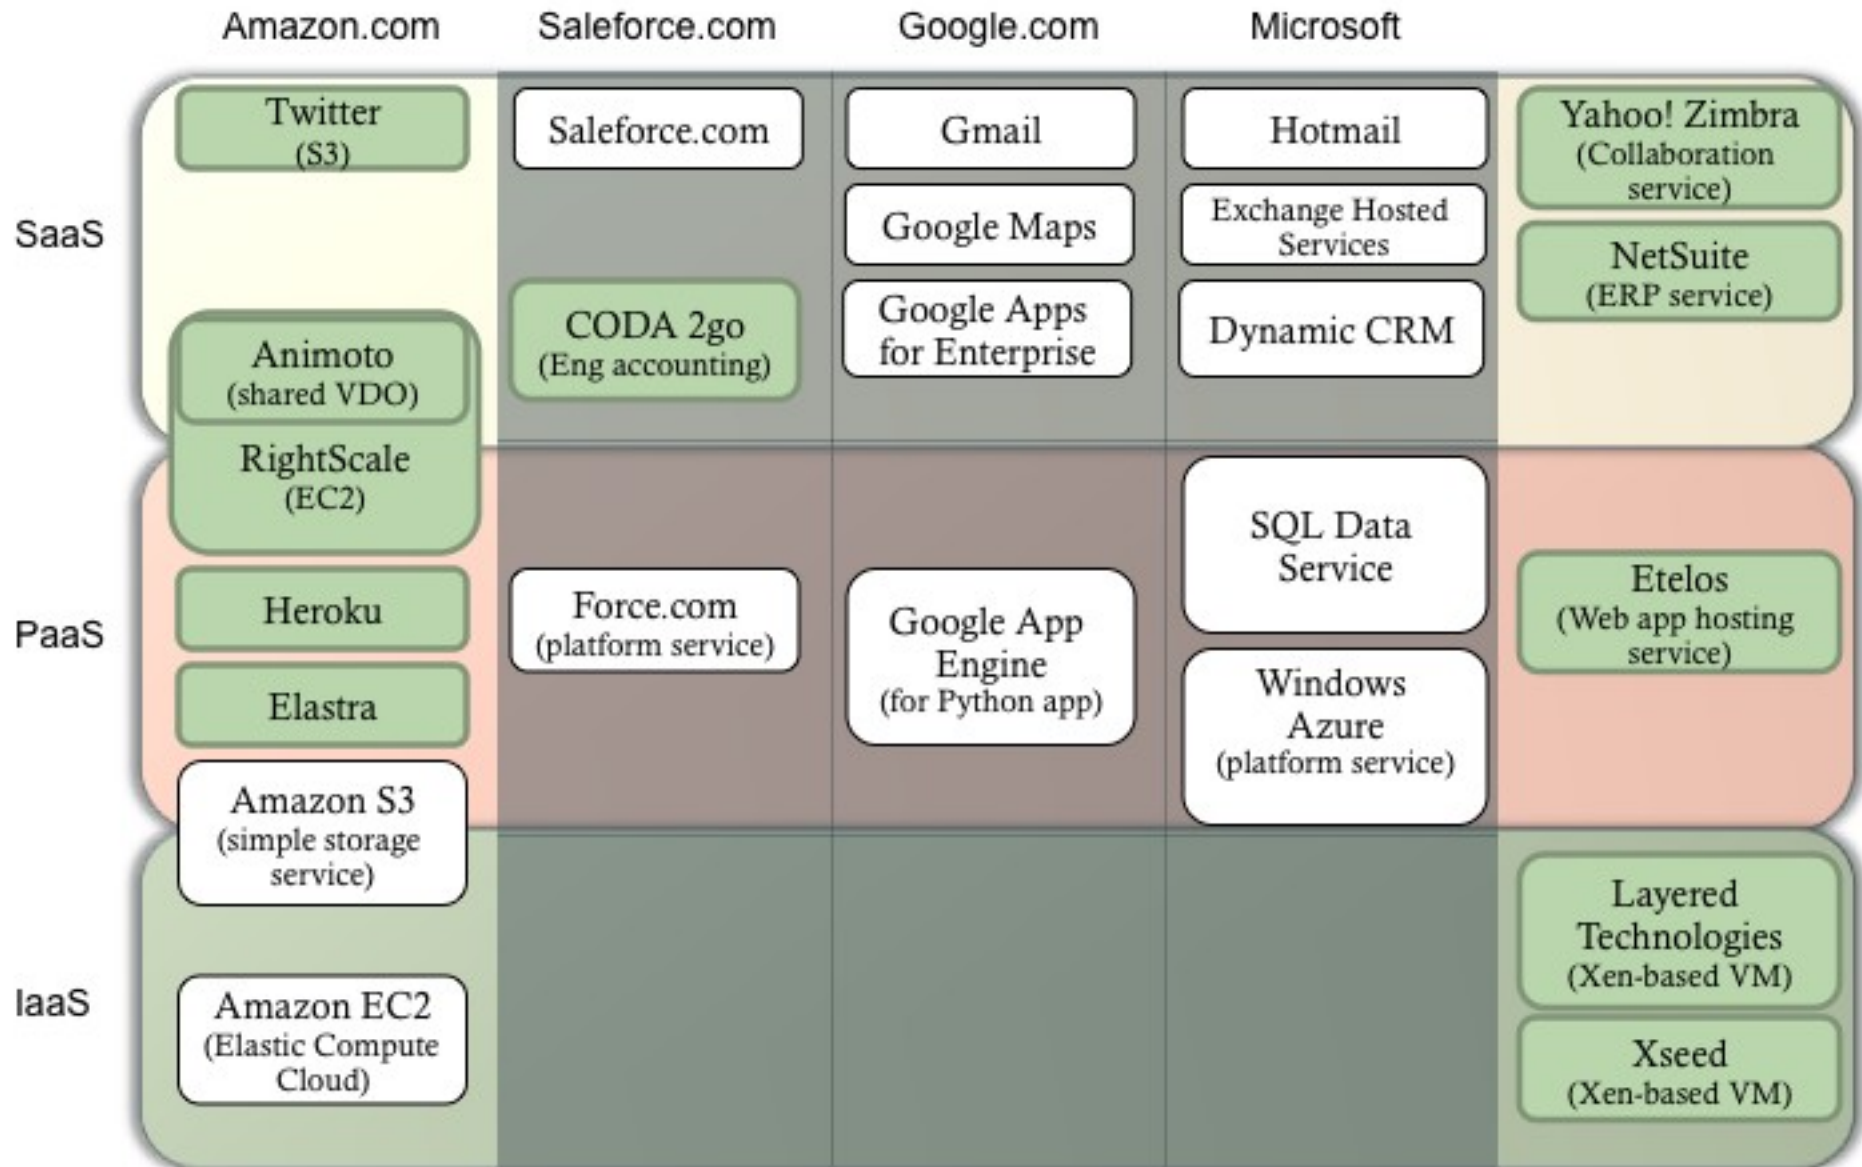 Amazon.com
Saleforce.com
Google.com
Microsoft
SaaS
Twitter
(S3)
Animoto
(shared VDO)
RightScale
(EC2)
Saleforce.com
CODA 2go
(Eng accounting)
Gmail
Google Maps
Google Apps
for Enterprise
Hotmail
Exchange Hosted
Services
Dynamic CRM
Yahoo! Zimbra
(Collaboration
service)
NetSuite
(ERP service)
PaaS
Heroku
Elastra
Amazon S3
(simple storage
service)
Force.com
(platform service)
Google App
Engine
(for Python app)
SQL Data
Service
Windows
Azure
(platform service)
Etelos
(Web app hosting
service)
IaaS
Amazon EC2
(Elastic Compute
Cloud)
Layered
Technologies
(Xen-based VM)
Xseed
(Xen-based VM)